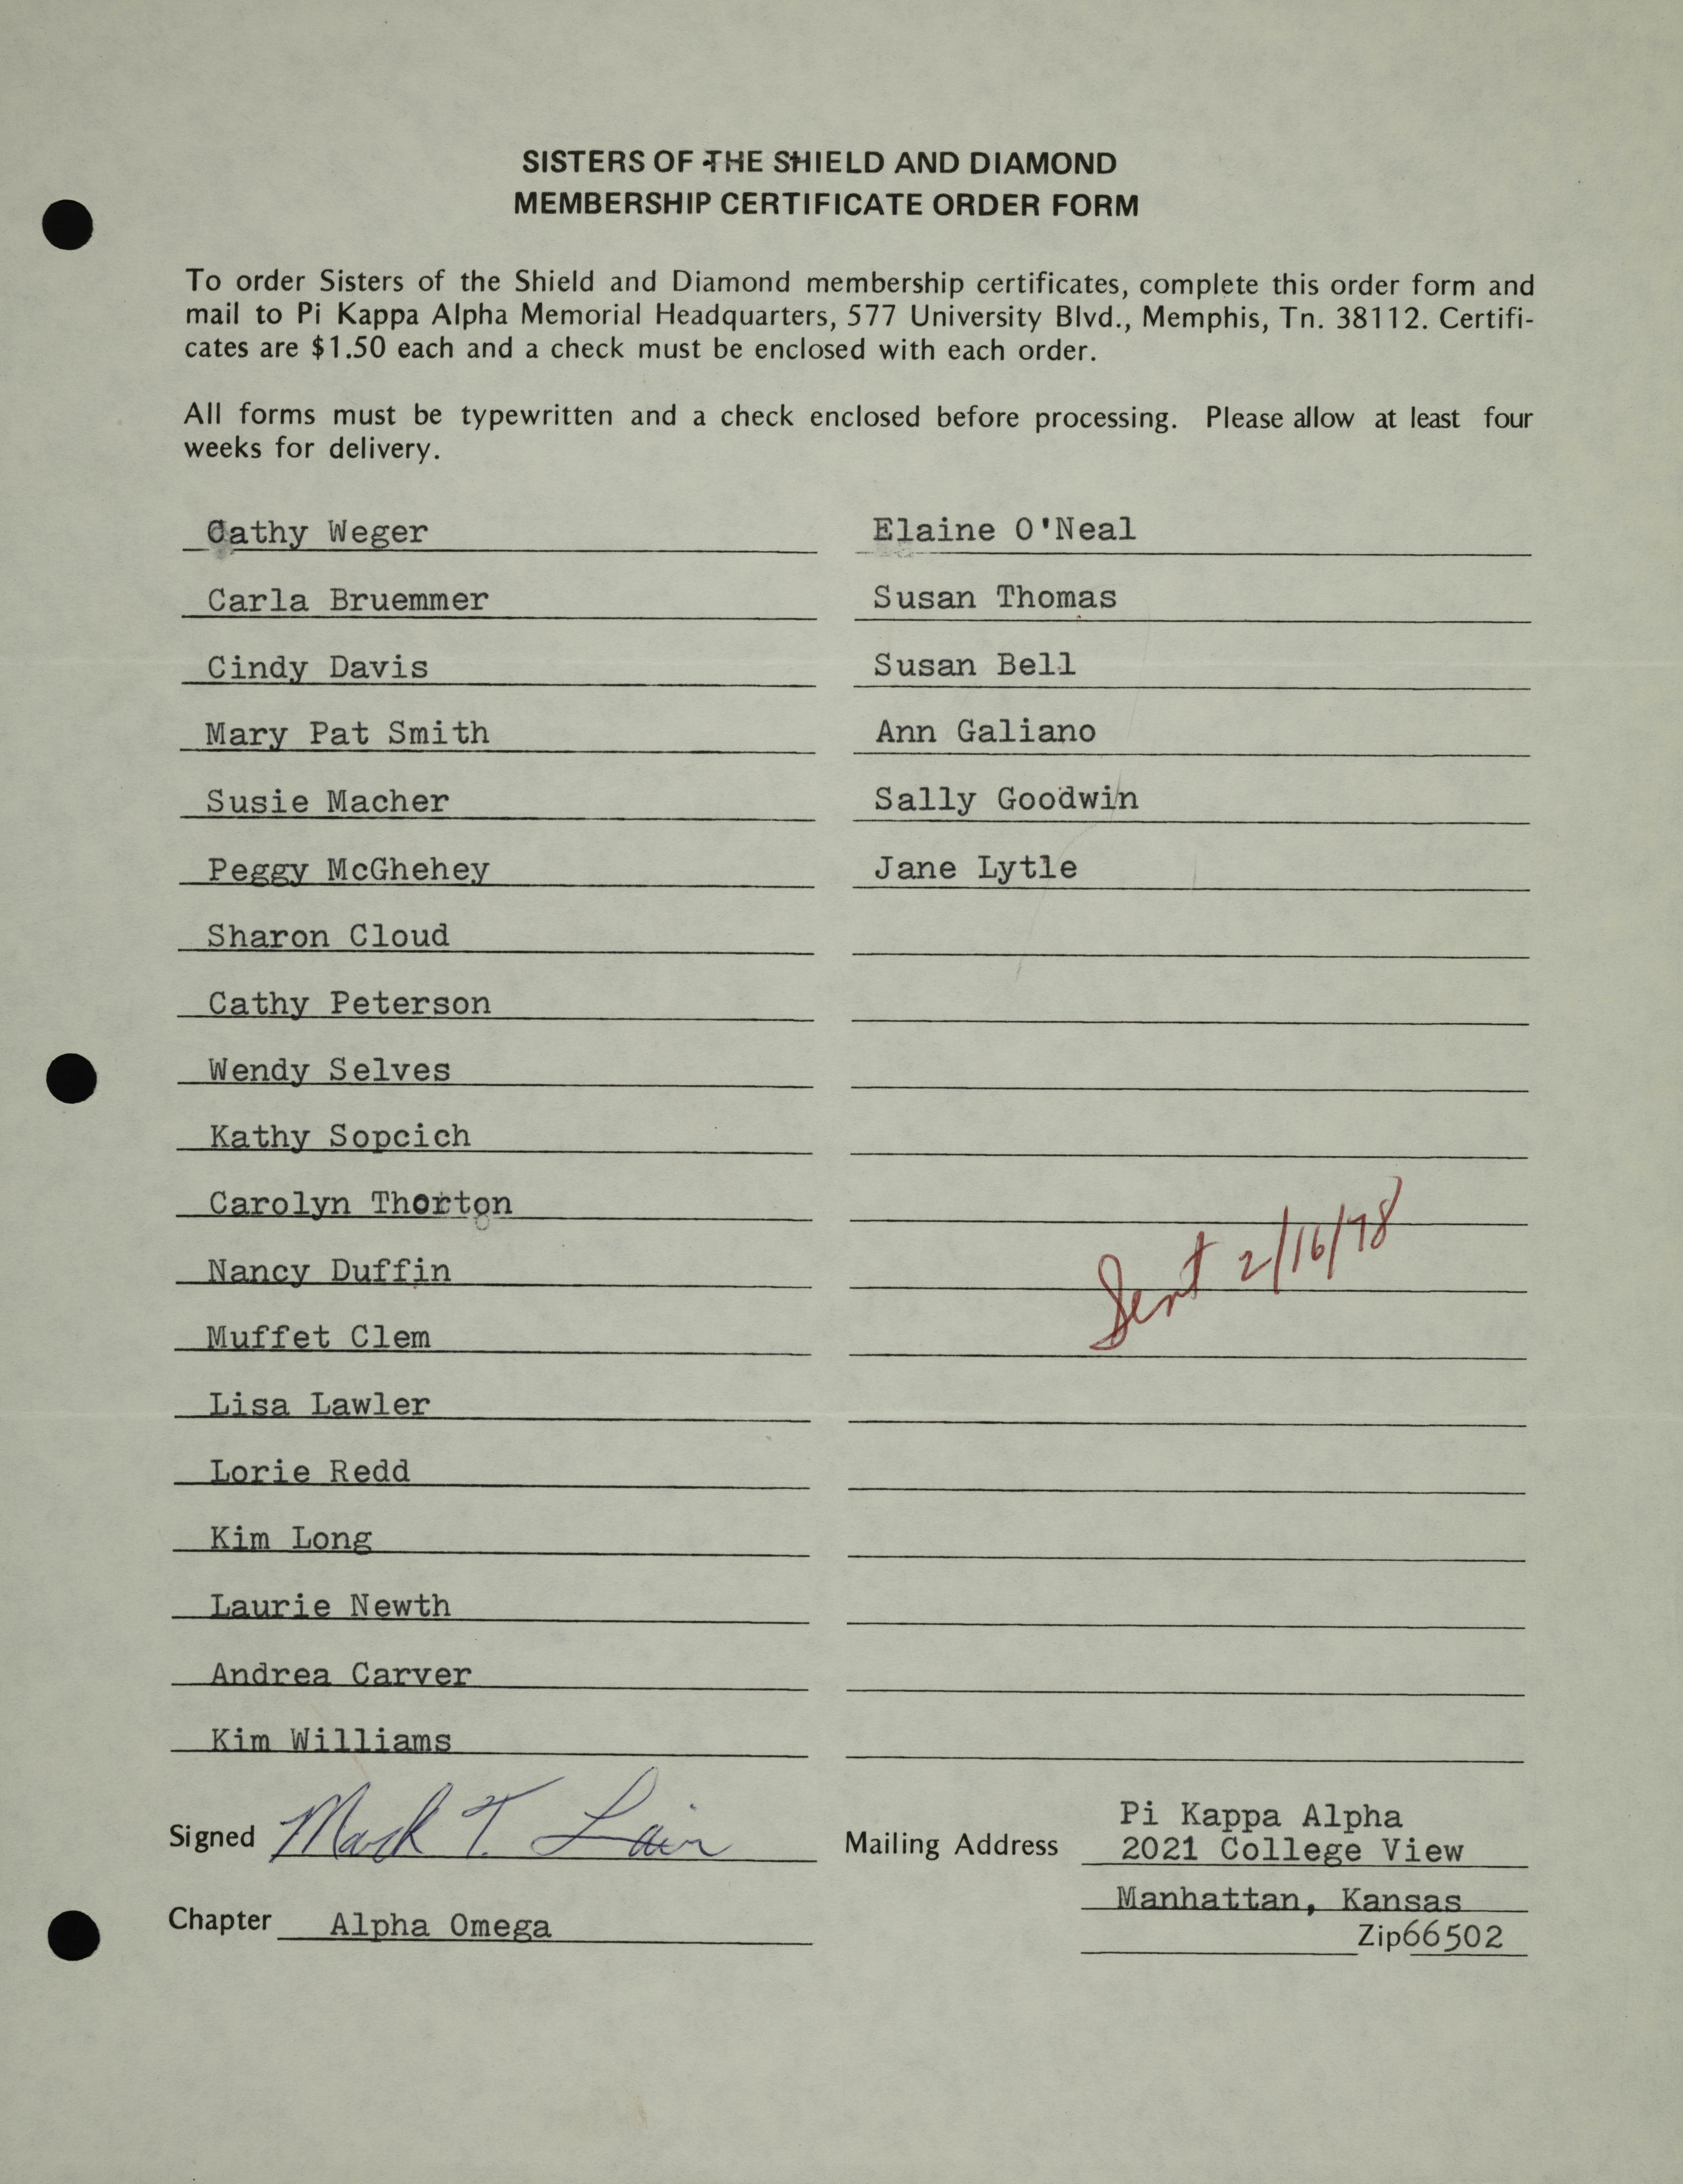 SISTERS OF THE SHIELD AND DIAMOND
MEMBERSHIP CERTIFICATE ORDER FORM
To order Sisters of the Shield and Diamond membership certificates, complete this order form and
mail to Pi Kappa Alpha Memorial Headquarters, 577 University Blvd., Memphis, Tn. 38112. Certifi-
cates are $1.50 each and a check must be enclosed with each order.
All forms must be typewritten and a check enclosed before processing. Please allow at least four
weeks for delivery.
Cathy Weger
Carla Bruemmer
Cindy Davis
Mary Pat Smith
Susie Macher
Peggy McGhehey
Sharon Cloud
Cathy Peterson
Wendy Selves
Kathy Sopcich
Carolyn Thorton
Nancy Duffin
Muffet Clem
Lisa Lawler
Lorie Redd
Kim Long
Laurie Newth
Andrea Carver
Kim Williams
Elaine O'Neal
Susan Thomas
Susan Bell
Ann Galiano
Sally Goodwin
Jane Lytle
Sent 2/16/78
Signed Mark T. Lair
Chapter Alpha Omega
Mailing Address
Pi Kappa Alpha
2021 College View
Manhattan, Kansas
Zip66502